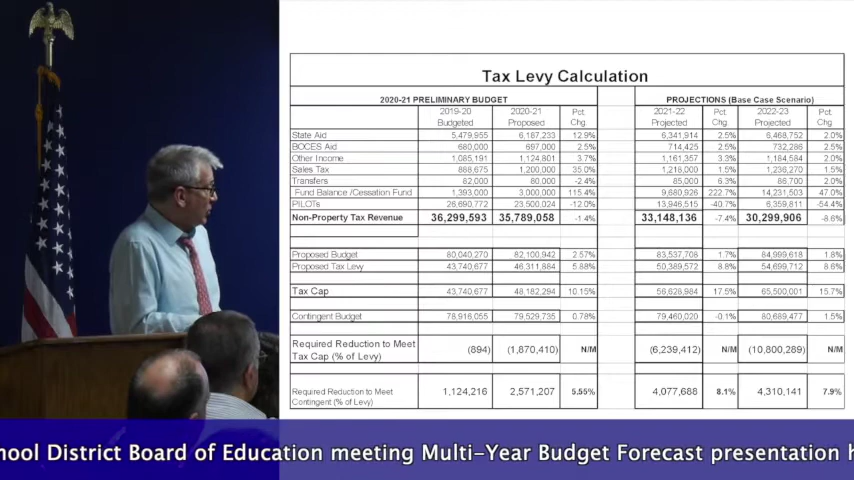 Tax Levy Calculation
2020-21 PRELIMINARY BUDGET PROJECTIONS (Base Case Scenario)
2019-20 2020-21 Pct. 2021-22 Pct. 2022-23 Pct.
Budgeted Proposed Chg. Projected Chg. Projected Chg.
State Aid 5,479,955 6,187,233 12.9% 6,341,914 2.5% 6,468,752 2.0%
BOCES Aid 680,000 697,000 2.5% 714,425 2.5% 732,286 2.5%
Other Income 1,085,191 1,124,801 3.7% 1,161,357 3.3% 1,184,584 2.0%
Sales Tax 888,675 1,200,000 35.0% 1,218,000 1.5% 1,236,270 1.5%
Transfers 82,000 80,000 -2.4% 85,000 6.3% 86,700 2.0%
Fund Balance /Cessation Fund 1,393,000 3,000,000 115.4% 9,680,926 222.7% 14,231,503 47.0%
PILOTs 26,690,772 23,500,024 -12.0% 13,946,515 -40.7% 6,359,811 -54.4%
Non-Property Tax Revenue 36,299,593 35,789,058 -1.4% 33,148,136 -7.4% 30,299,906 -8.6%
Proposed Budget 80,040,270 82,100,942 2.57% 83,537,708 1.7% 84,999,618 1.8%
Proposed Tax Levy 43,740,677 46,311,884 5.88% 50,389,572 8.8% 54,699,712 8.6%
Tax Cap 43,740,677 48,182,294 10.15% 56,628,984 17.5% 65,500,001 15.7%
Contingent Budget 78,916,055 79,529,735 0.78% 79,460,020 -0.1% 80,689,477 1.5%
Required Reduction to Meet
Tax Cap (% of Levy) (894) (1,870,410) N/M (6,239,412) N/M (10,800,289) N/M
Required Reduction to Meet
Contingent (% of Levy) 1,124,216 2,571,207 5.55% 4,077,688 8.1% 4,310,141 7.9%
hool District Board of Education meeting Multi-Year Budget Forecast presentation h